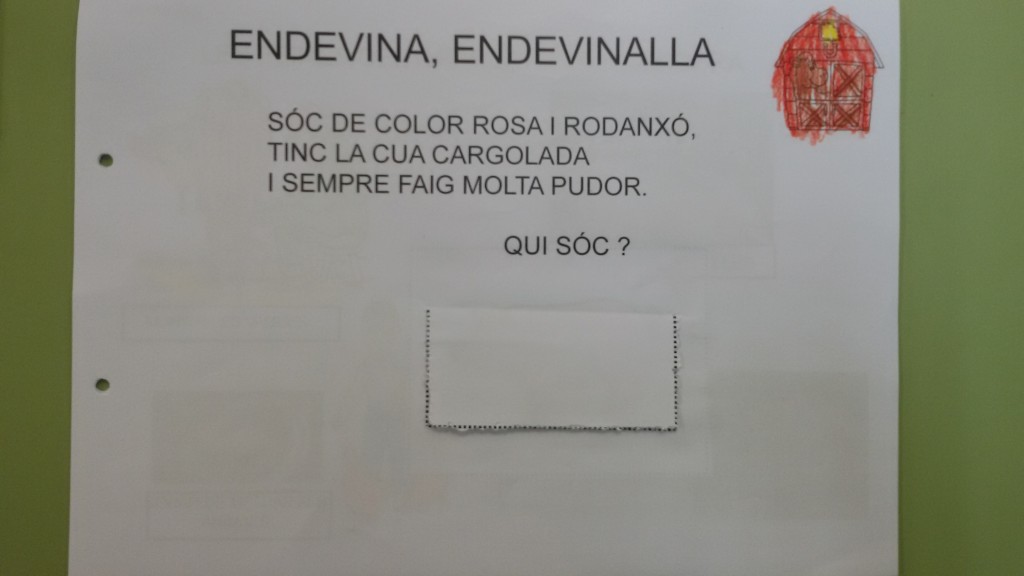 ENDEVINA, ENDEVINALLA
SÓC DE COLOR ROSA I RODANXÓ,
TINC LA CUA CARGOLADA
I SEMPRE FAIG MOLTA PUDOR.
QUI SÓC ?